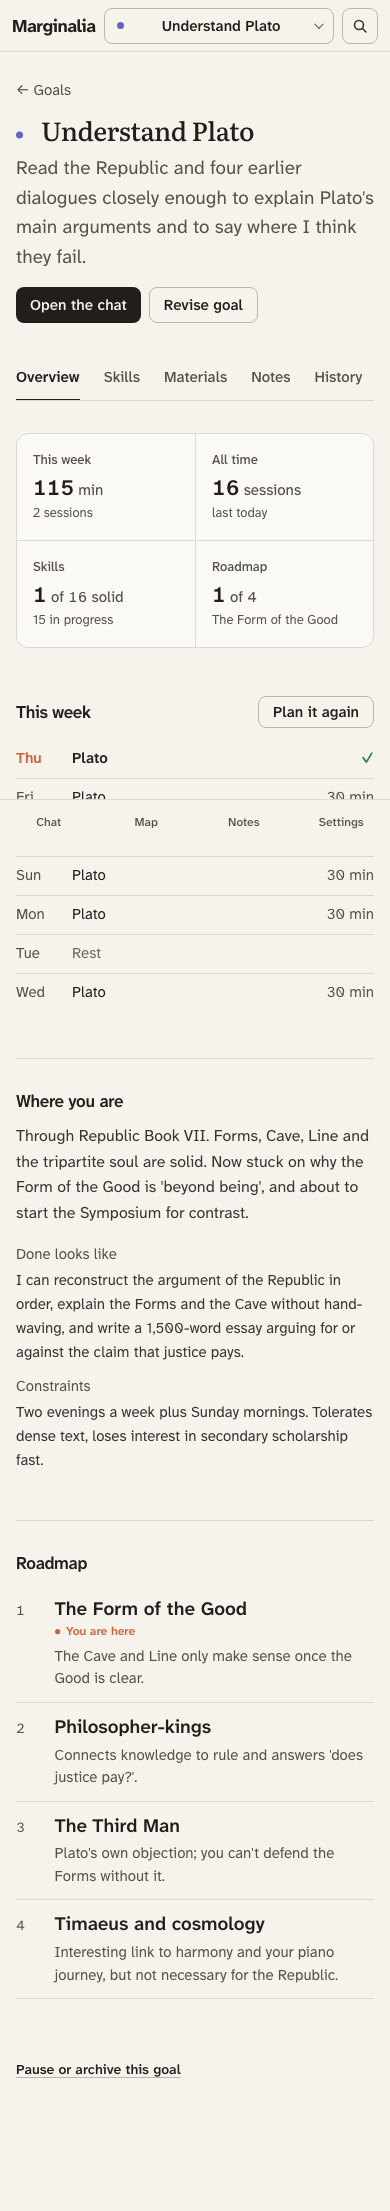 Marginalia
Understand Plato
← Goals
Understand Plato
Read the Republic and four earlier
dialogues closely enough to explain Plato's
main arguments and to say where I think
they fail.
Open the chat
Revise goal
Overview
Skills
Materials
Notes
History
This week
115 min
2 sessions
All time
16 sessions
last today
Skills
1 of 16 solid
15 in progress
Roadmap
1 of 4
The Form of the Good
This week
Plan it again
Thu Plato ✓
Fri Plato 30 min
Chat
Map
Notes
Settings
Sun Plato 30 min
Mon Plato 30 min
Tue Rest
Wed Plato 30 min
Where you are
Through Republic Book VII. Forms, Cave, Line and
the tripartite soul are solid. Now stuck on why the
Form of the Good is 'beyond being', and about to
start the Symposium for contrast.
Done looks like
I can reconstruct the argument of the Republic in
order, explain the Forms and the Cave without hand-
waving, and write a 1,500-word essay arguing for or
against the claim that justice pays.
Constraints
Two evenings a week plus Sunday mornings. Tolerates
dense text, loses interest in secondary scholarship
fast.
Roadmap
1 The Form of the Good
• You are here
The Cave and Line only make sense once the
Good is clear.
2 Philosopher-kings
Connects knowledge to rule and answers 'does
justice pay?'.
3 The Third Man
Plato's own objection; you can't defend the
Forms without it.
4 Timaeus and cosmology
Interesting link to harmony and your piano
journey, but not necessary for the Republic.
Pause or archive this goal